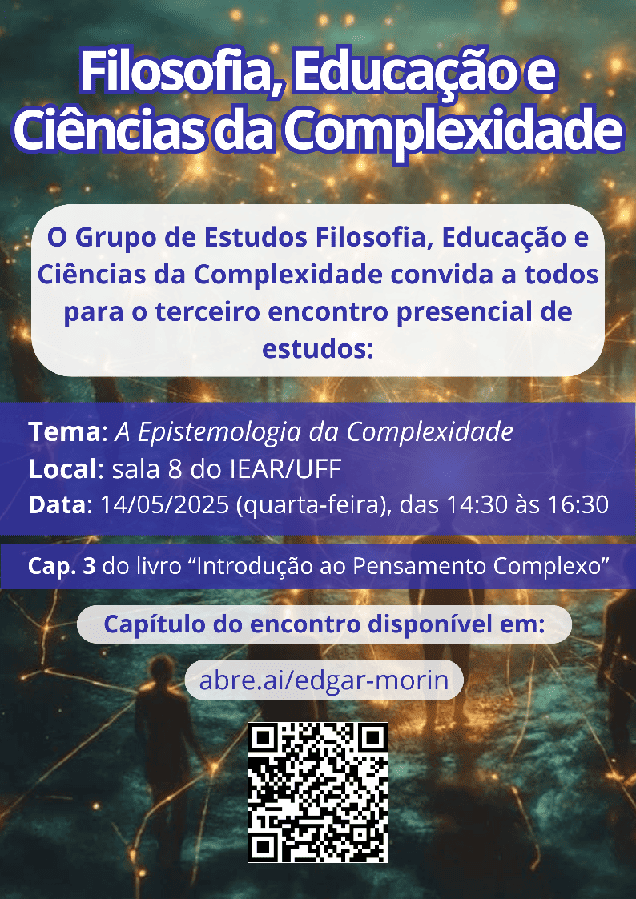 Filosofia, Educação e
Ciências da Complexidade
O Grupo de Estudos Filosofia, Educação e
Ciências da Complexidade convida a todos
para o terceiro encontro presencial de
estudos:
Tema: A Epistemologia da Complexidade
Local: sala 8 do IEAR/UFF
Data: 14/05/2025 (quarta-feira), das 14:30 às 16:30
Cap. 3 do livro “Introdução ao Pensamento Complexo”
Capítulo do encontro disponível em:
abre.ai/edgar-morin